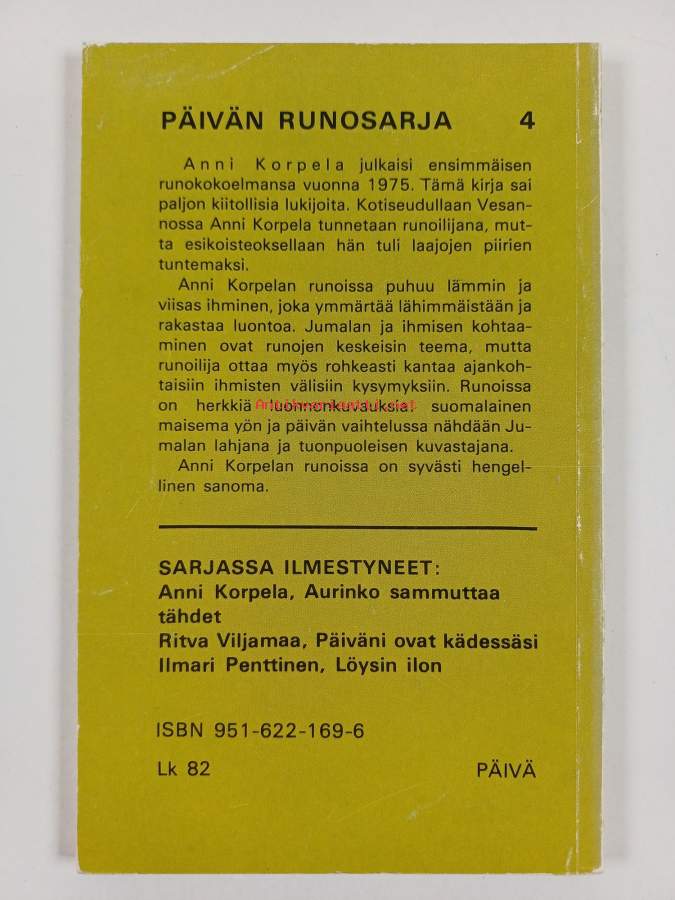 PÄIVÄN RUNOSARJA 4
Anni Korpela julkaisi ensimmäisen
runokokoelmansa vuonna 1975. Tämä kirja sai
paljon kiitollisia lukijoita. Kotiseudullaan Vesan-
nossa Anni Korpela tunnetaan runoilijana, mut-
ta esikoisteoksellaan hän tuli laajojen piirien
tuntemaksi.
Anni Korpelan runoissa puhuu lämmin ja
viisas ihminen, joka ymmärtää lähimmäistään ja
rakastaa luontoa. Jumalan ja ihmisen kohtaa-
minen ovat runojen keskeisin teema, mutta
runoilija ottaa myös rohkeasti kantaa ajankoh-
taisiin ihmisten välisiin kysymyksiin. Runoissa
on herkkiä luonnonkuvauksia: suomalainen
maisema yön ja päivän vaihtelussa nähdään Ju-
malan lahjana ja tuonpuoleisen kuvastajana.
Anni Korpelan runoissa on syvästi hengel-
linen sanoma.
SARJASSA ILMESTYNEET:
Anni Korpela, Aurinko sammuttaa
tähdet
Ritva Viljamaa, Päiväni ovat kädessäsi
Ilmari Penttinen, Löysin ilon
ISBN 951-622-169-6
Lk 82 PÄIVÄ
Antikvariaatti.net